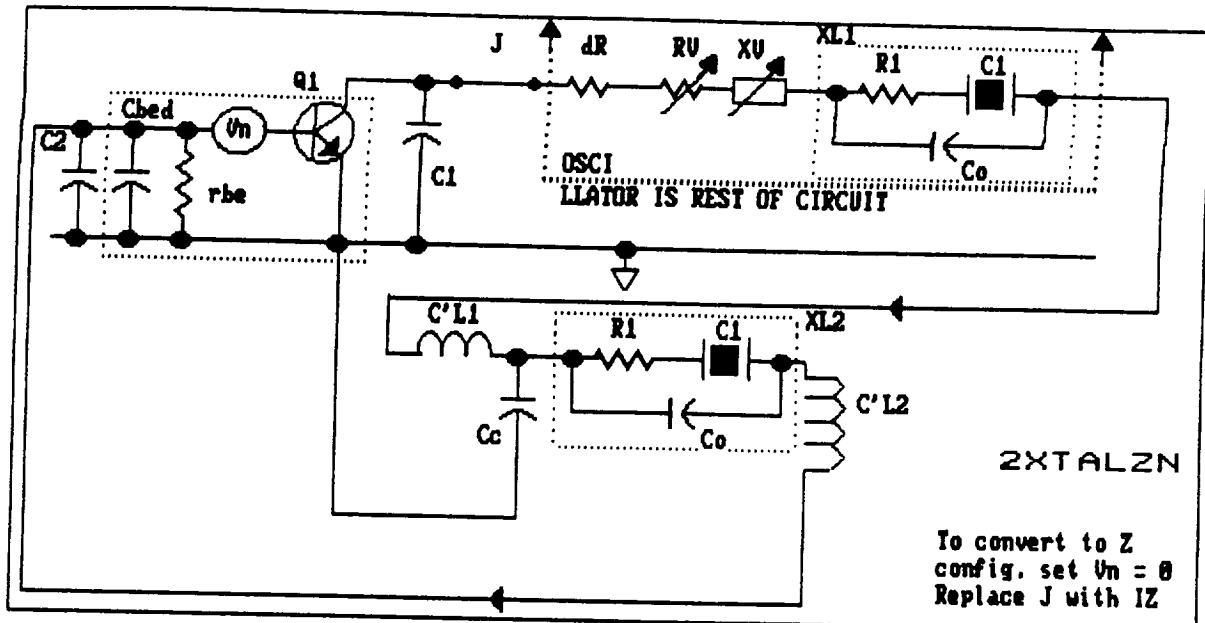 J
dR
RV
XV
XL1
R1
C1
Q1
Cbed
Vn
C2
rbe
C1
Co
OSCI
LLATOR IS REST OF CIRCUIT
C'L1
R1
C1
XL2
Cc
Co
C'L2
2XTALZN
To convert to Z
config. set Vn = 0
Replace J with IZ